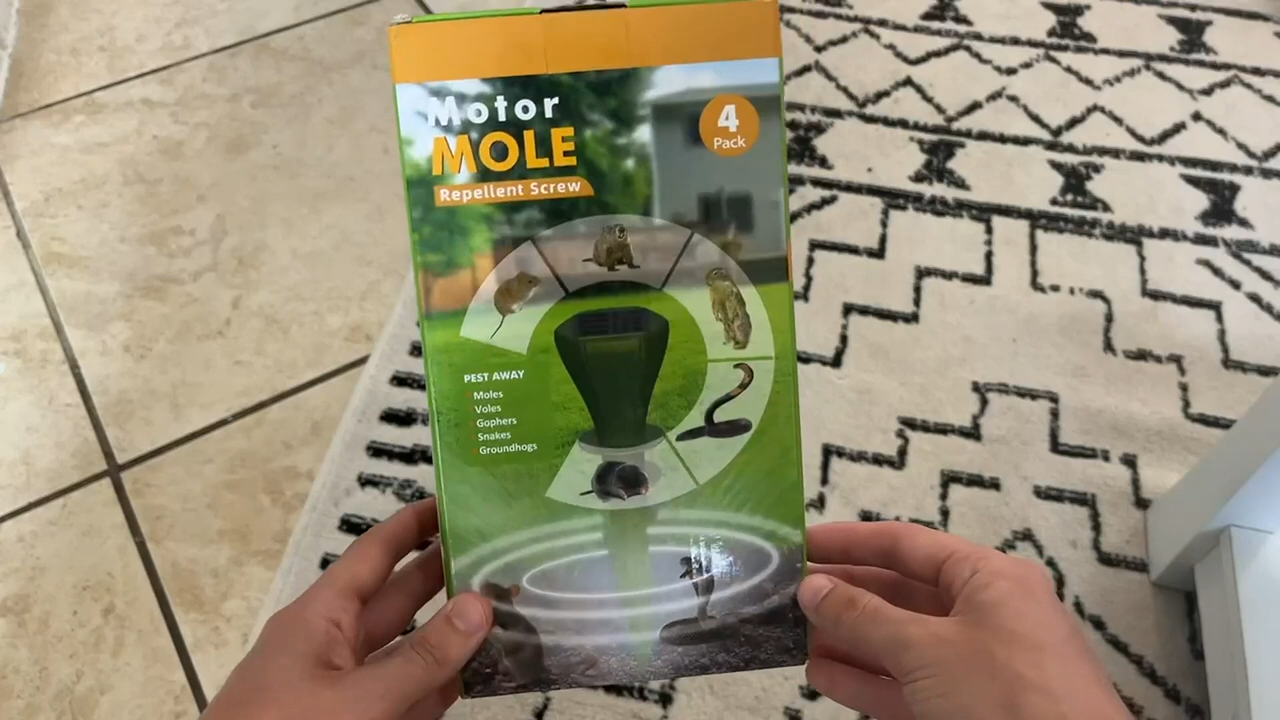 Motor
MOLE
Repellent Screw
4
Pack
PEST AWAY
Moles
Voles
Gophers
Snakes
Groundhogs